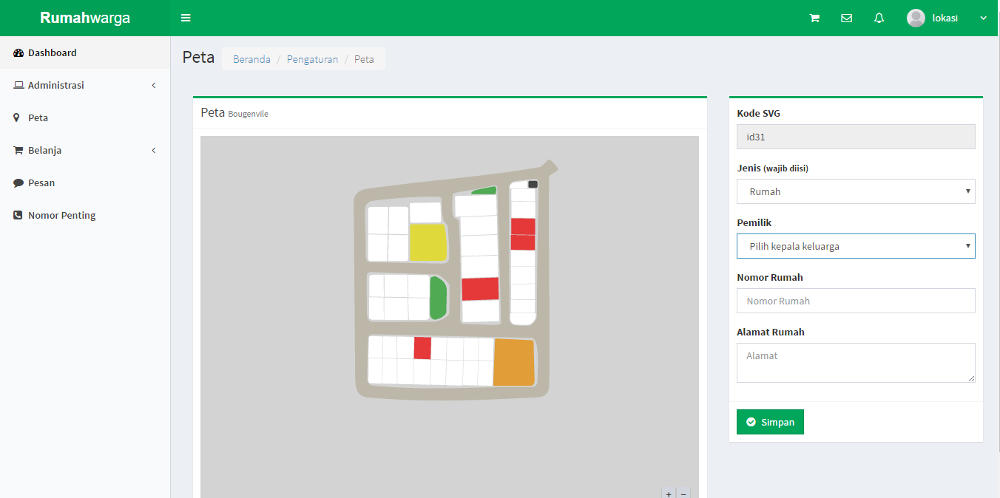 Rumahwarga
lokasi
Dashboard
Administrasi
Peta
Belanja
Pesan
Nomor Penting
Peta
Beranda / Pengaturan / Peta
Peta Bougenvile
+ −
Kode SVG
id31
Jenis (wajib diisi)
Rumah
Pemilik
Pilih kepala keluarga
Nomor Rumah
Nomor Rumah
Alamat Rumah
Alamat
Simpan